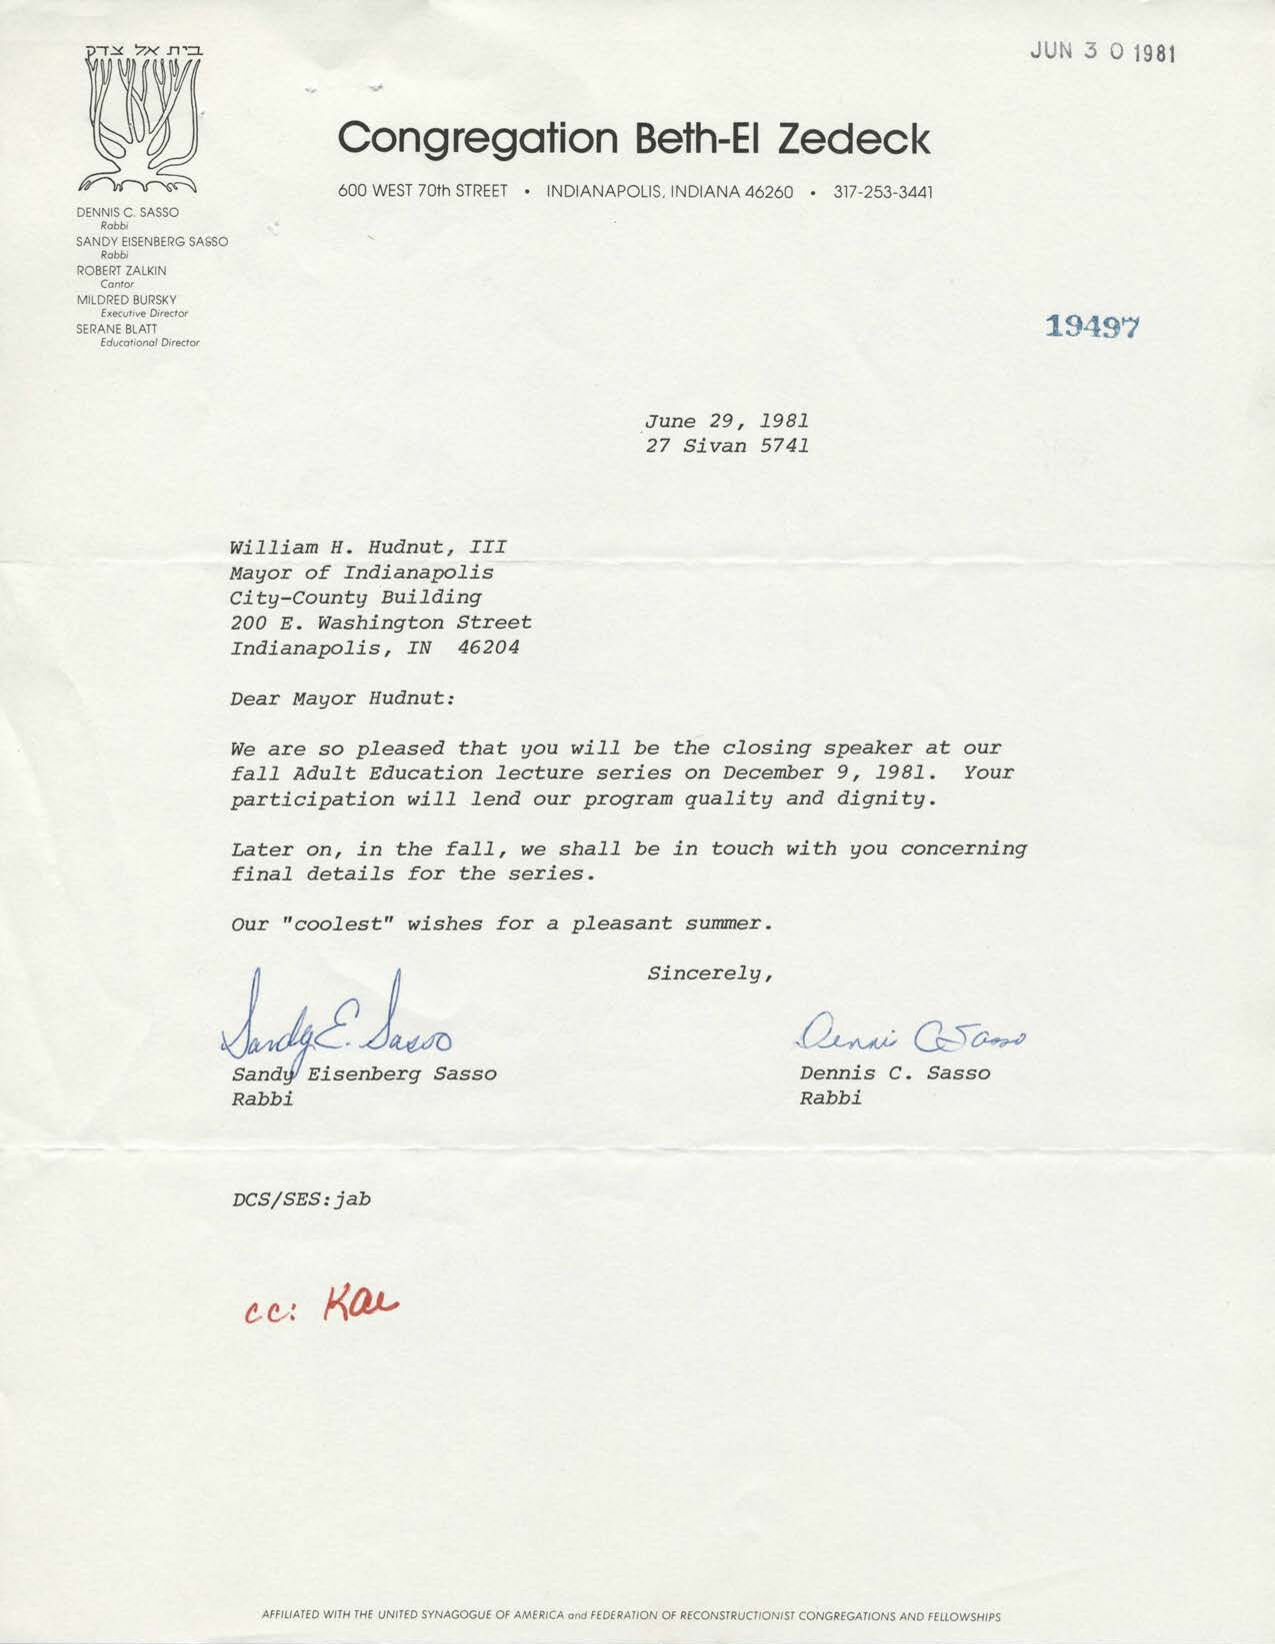 בית אל צדק
JUN 30 1981
Congregation Beth-El Zedeck
600 WEST 70th STREET • INDIANAPOLIS, INDIANA 46260 • 317-253-3441
DENNIS C. SASSO
Rabbi
SANDY EISENBERG SASSO
Rabbi
ROBERT ZALKIN
Cantor
MILDRED BURSKY
Executive Director
SERANE BLATT
Educational Director
19497
June 29, 1981
27 Sivan 5741
William H. Hudnut, III
Mayor of Indianapolis
City-County Building
200 E. Washington Street
Indianapolis, IN 46204
Dear Mayor Hudnut:
We are so pleased that you will be the closing speaker at our
fall Adult Education lecture series on December 9, 1981. Your
participation will lend our program quality and dignity.
Later on, in the fall, we shall be in touch with you concerning
final details for the series.
Our "coolest" wishes for a pleasant summer.
Sincerely,
Sandy E. Sasso
Dennis C Sasso
Sandy Eisenberg Sasso
Dennis C. Sasso
Rabbi
Rabbi
DCS/SES:jab
cc: Kae
AFFILIATED WITH THE UNITED SYNAGOGUE OF AMERICA and FEDERATION OF RECONSTRUCTIONIST CONGREGATIONS AND FELLOWSHIPS